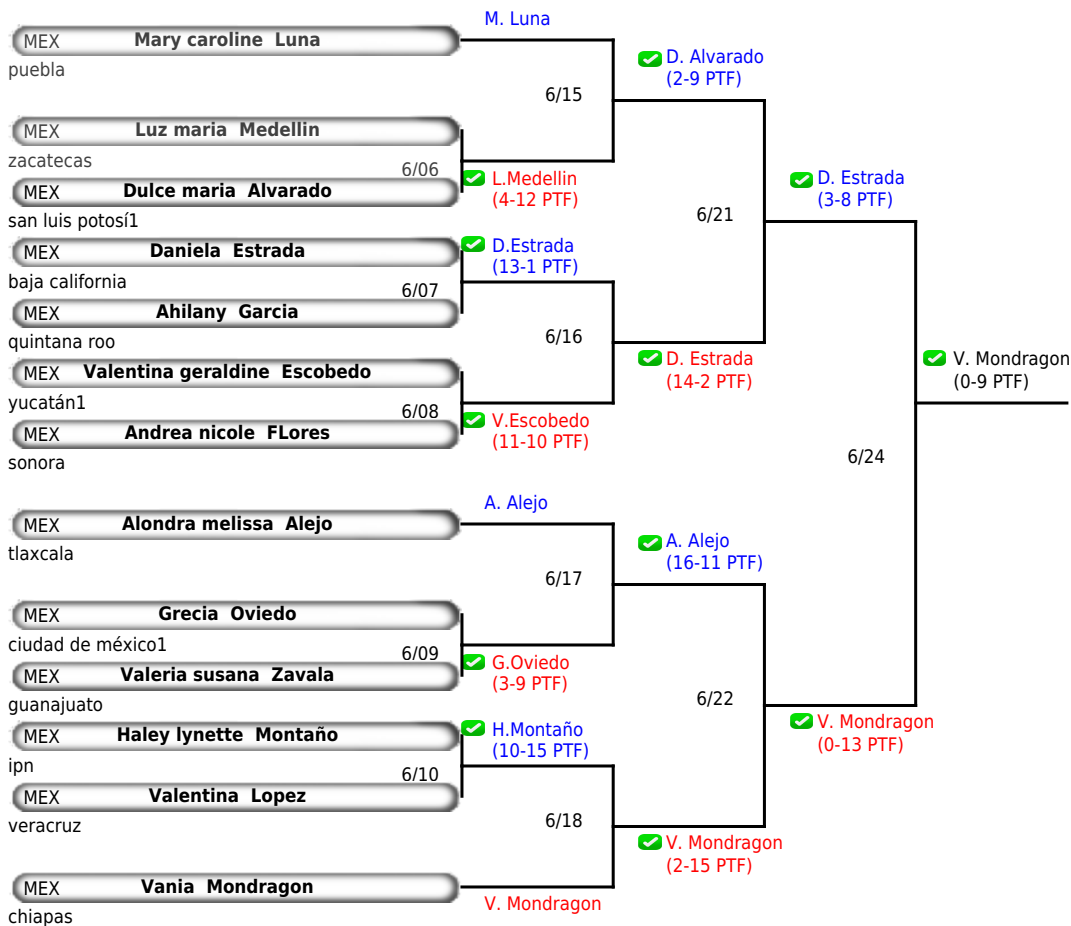 M. Luna
MEX Mary caroline Luna
puebla
6/15
D. Alvarado
(2-9 PTF)
MEX Luz maria Medellin
zacatecas
6/06
MEX Dulce maria Alvarado
san luis potosí1
L.Medellin
(4-12 PTF)
6/21
D. Estrada
(3-8 PTF)
MEX Daniela Estrada
baja california
D.Estrada
(13-1 PTF)
6/07
MEX Ahilany Garcia
quintana roo
6/16
D. Estrada
(14-2 PTF)
MEX Valentina geraldine Escobedo
yucatán1
6/08
MEX Andrea nicole FLores
sonora
V.Escobedo
(11-10 PTF)
V. Mondragon
(0-9 PTF)
6/24
A. Alejo
MEX Alondra melissa Alejo
tlaxcala
6/17
A. Alejo
(16-11 PTF)
MEX Grecia Oviedo
ciudad de méxico1
6/09
MEX Valeria susana Zavala
guanajuato
G.Oviedo
(3-9 PTF)
6/22
V. Mondragon
(0-13 PTF)
MEX Haley lynette Montaño
ipn
H.Montaño
(10-15 PTF)
6/10
MEX Valentina Lopez
veracruz
6/18
V. Mondragon
(2-15 PTF)
MEX Vania Mondragon
chiapas
V. Mondragon